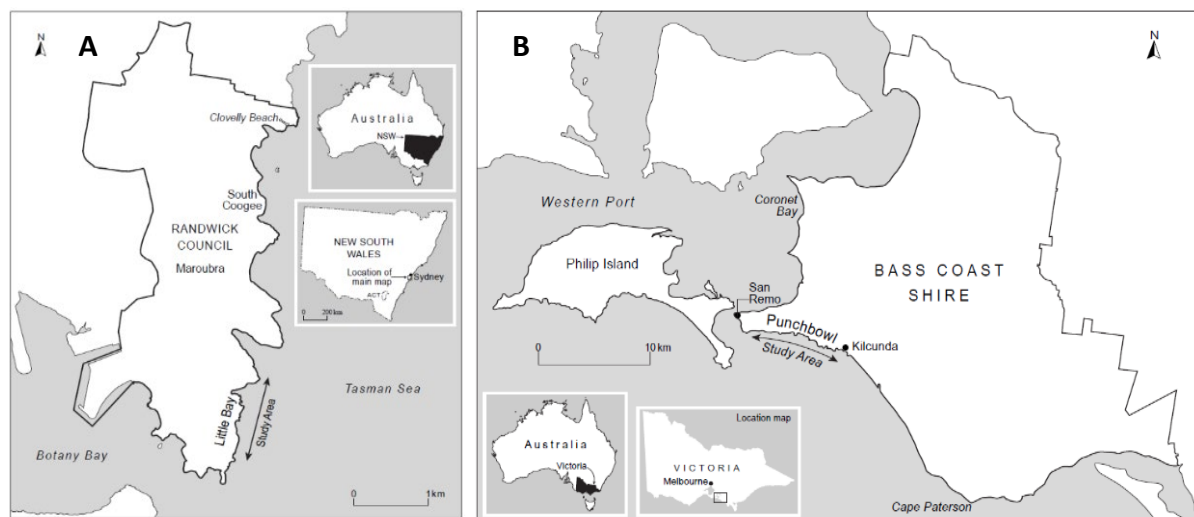 A
N
Clovelly Beach
Australia
NSW
South
Coogee
RANDWICK
COUNCIL
Maroubra
NEW SOUTH
WALES
Location of
main map
Sydney
ACT
0 200 km
Tasman Sea
Little Bay
Study Area
Botany Bay
0 1km
B
N
Western Port
Coronet
Bay
Philip Island
San
Remo
BASS COAST
SHIRE
Punchbowl
Kilcunda
Study Area
0 10 km
Australia
Victoria
Location map
VICTORIA
Melbourne
Cape Paterson